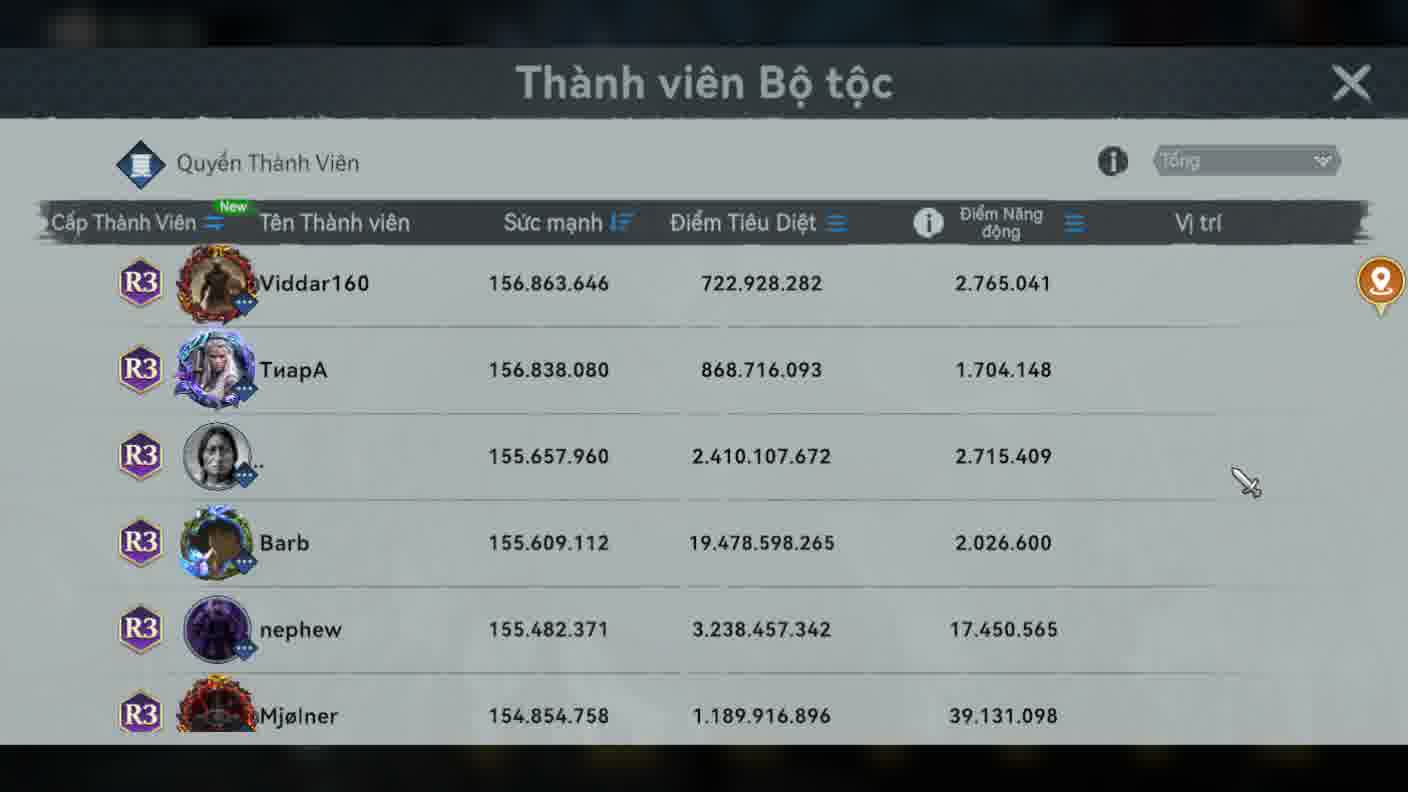 Thành viên Bộ tộc
Quyển Thành Viên
Tổng
New
Cấp Thành Viên Tên Thành viên Sức mạnh Điểm Tiêu Diệt Điểm Năng động Vị trí
R3 Viddar160 156.863.646 722.928.282 2.765.041
R3 ТиарА 156.838.080 868.716.093 1.704.148
R3 .. 155.657.960 2.410.107.672 2.715.409
R3 Barb 155.609.112 19.478.598.265 2.026.600
R3 nephew 155.482.371 3.238.457.342 17.450.565
R3 Mjølner 154.854.758 1.189.916.896 39.131.098